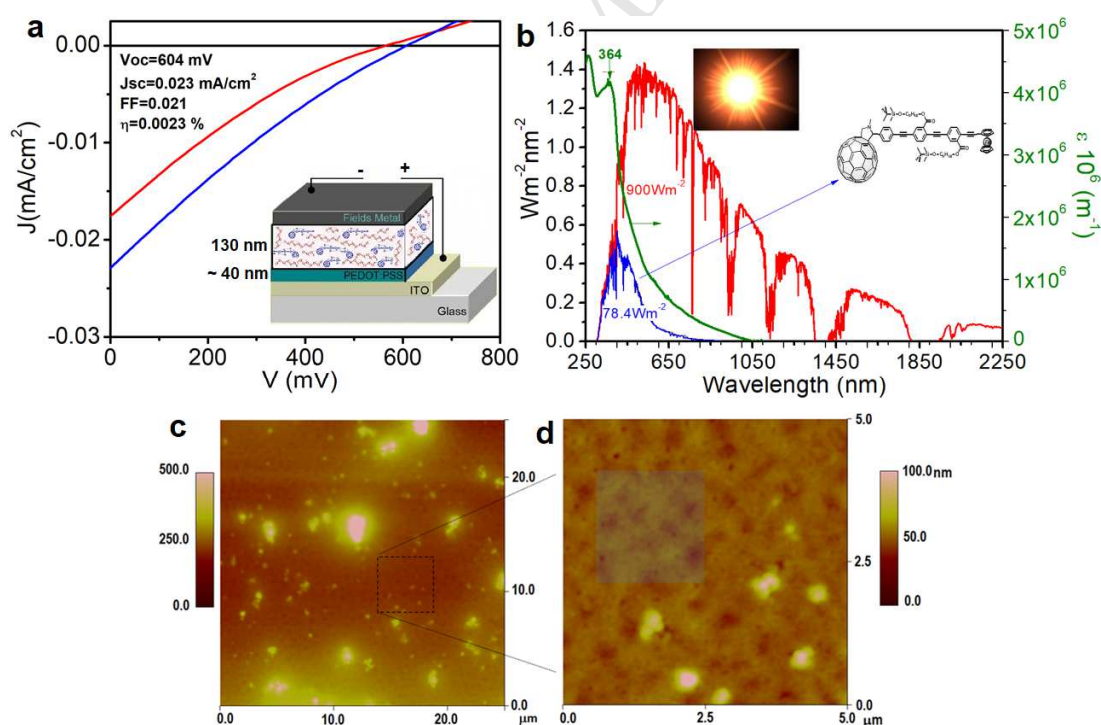 a
0.00
-0.01
-0.02
-0.03
J(mA/cm²)
Voc=604 mV
Jsc=0.023 mA/cm²
FF=0.021
η=0.0023 %
- +
Fields Metal
130 nm
~ 40 nm
PEDOT PSS
ITO
Glass
0 200 400 600 800
V (mV)
b
1.6
1.4
1.2
1.0
0.8
0.6
0.4
0.2
0.0
Wm⁻²nm⁻²
364
900Wm⁻²
78.4Wm⁻²
5x10⁶
4x10⁶
3x10⁶
2x10⁶
1x10⁶
0
ε 10⁶ (m⁻¹)
250 650 1050 1450 1850 2250
Wavelength (nm)
c
500.0
250.0
0.0
20.0
10.0
0.0
0.0 10.0 20.0 µm
d
5.0
2.5
0.0
100.0 nm
50.0
0.0
0.0 2.5 5.0 µm